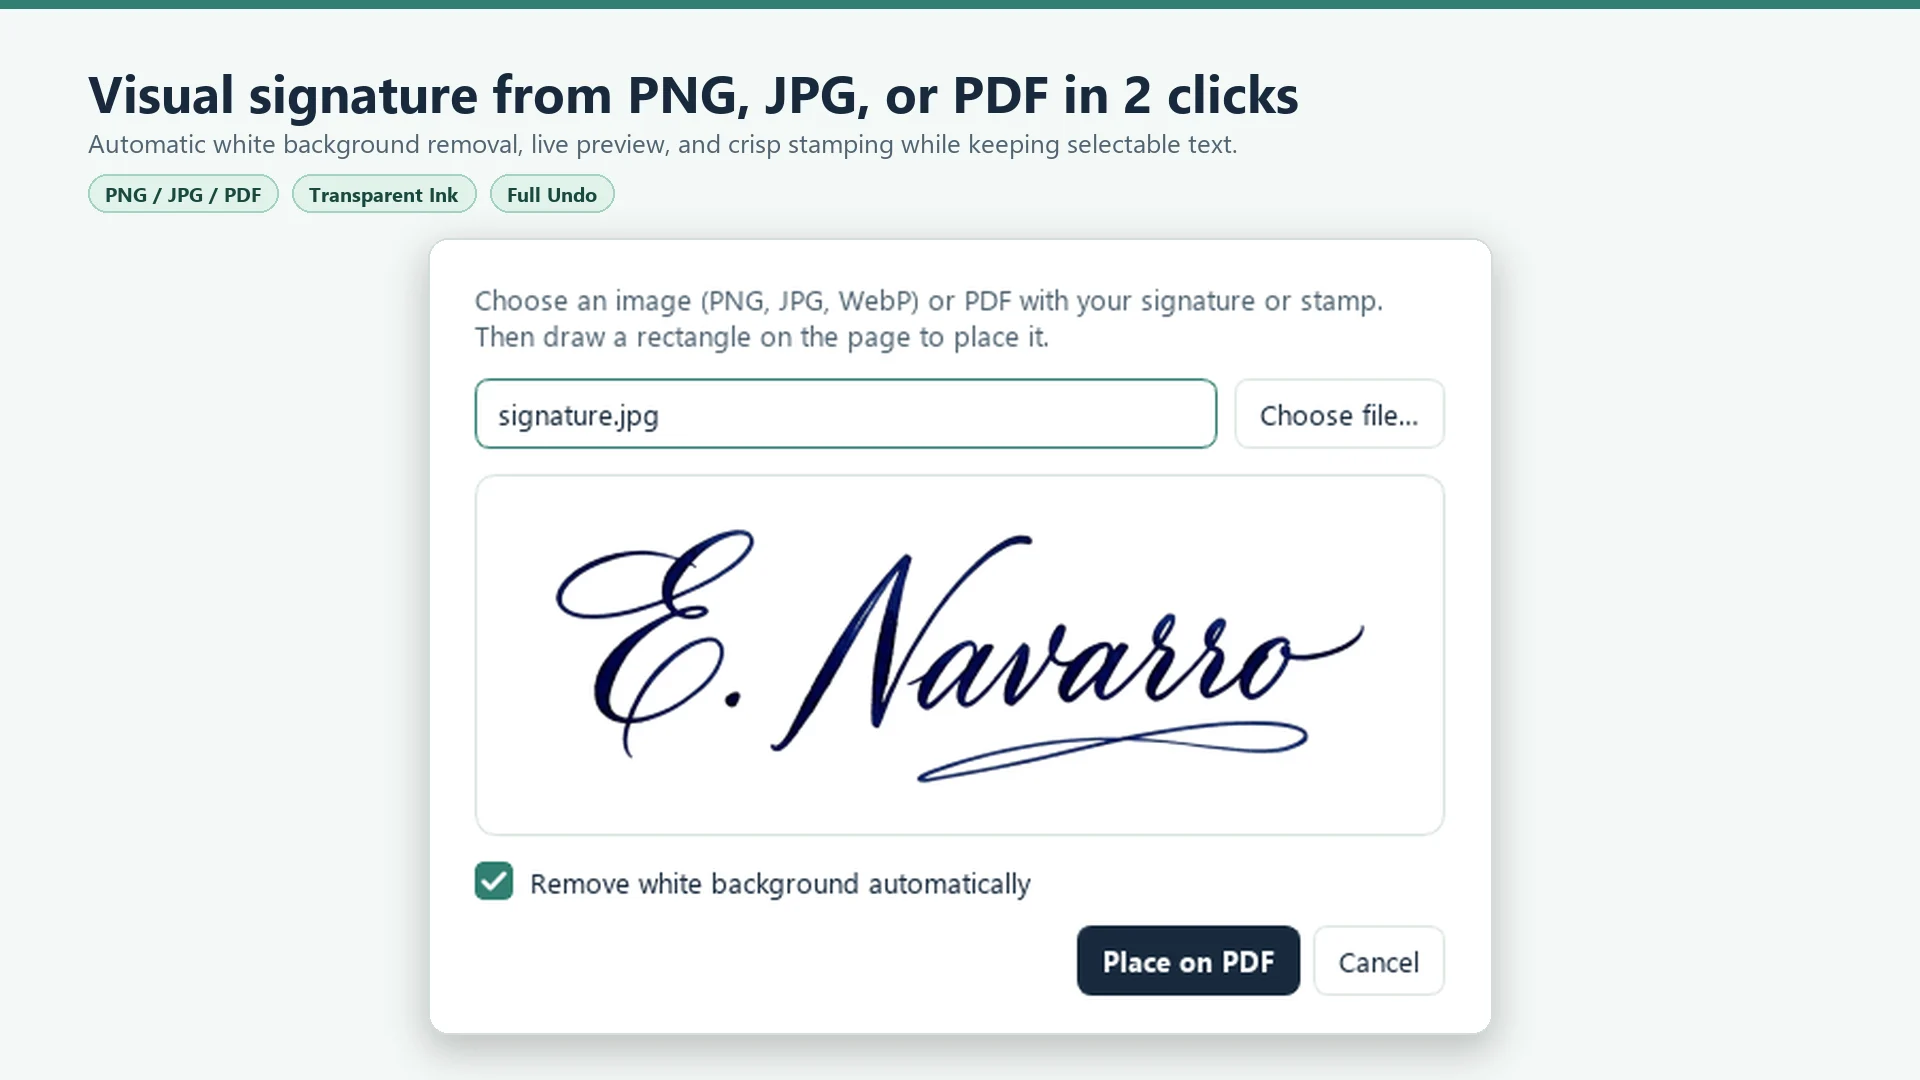 Visual signature from PNG, JPG, or PDF in 2 clicks
Automatic white background removal, live preview, and crisp stamping while keeping selectable text.
PNG / JPG / PDF
Transparent Ink
Full Undo
Choose an image (PNG, JPG, WebP) or PDF with your signature or stamp.
Then draw a rectangle on the page to place it.
signature.jpg
Choose file...
E. Navarro
Remove white background automatically
Place on PDF
Cancel